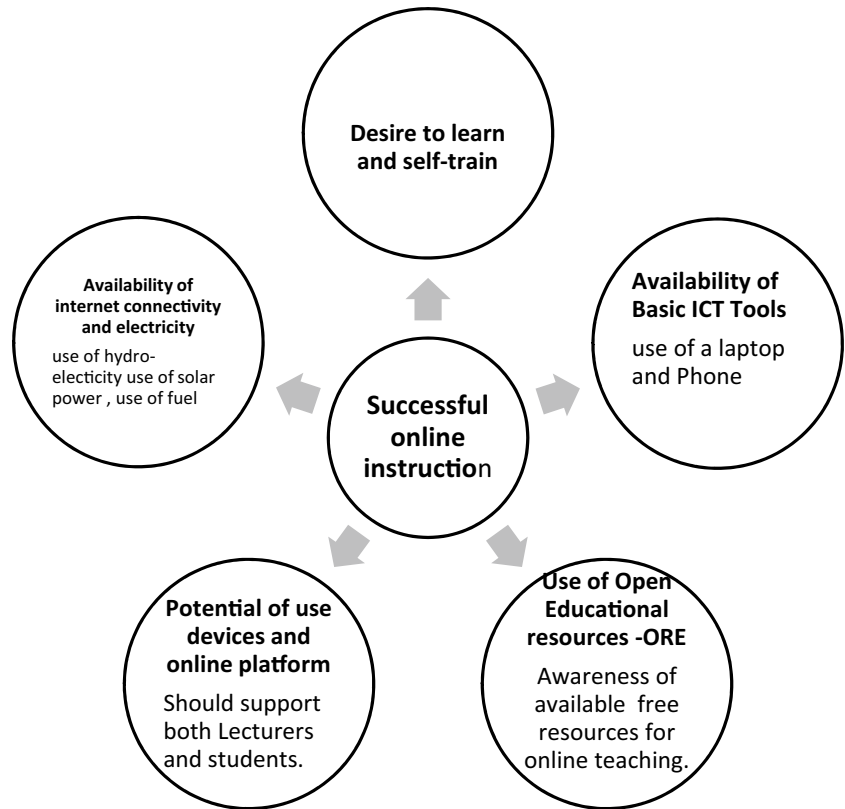 Desire to learn
and self-train
Availability of
internet connectivity
and electricity
use of hydro-
electicity use of solar
power , use of fuel
Availability of
Basic ICT Tools
use of a laptop
and Phone
Successful
online
instruction
Potential of use
devices and
online platform
Should support
both Lecturers
and students.
Use of Open
Educational
resources -ORE
Awareness of
available free
resources for
online teaching.